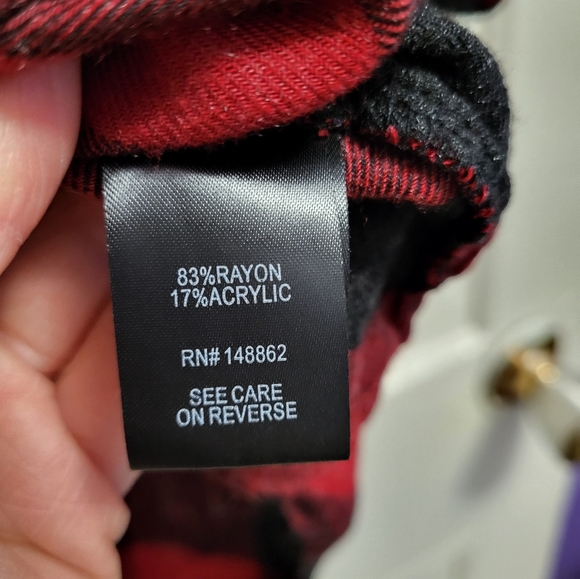 83%RAYON
17%ACRYLIC
RN# 148862
SEE CARE
ON REVERSE